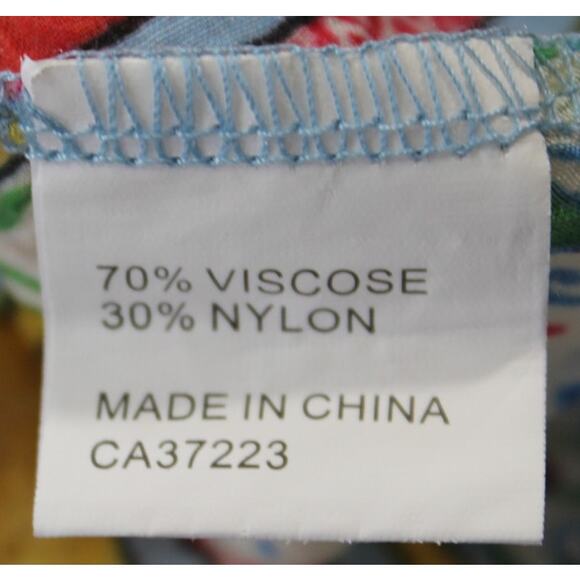 70% VISCOSE
30% NYLON
MADE IN CHINA
CA37223